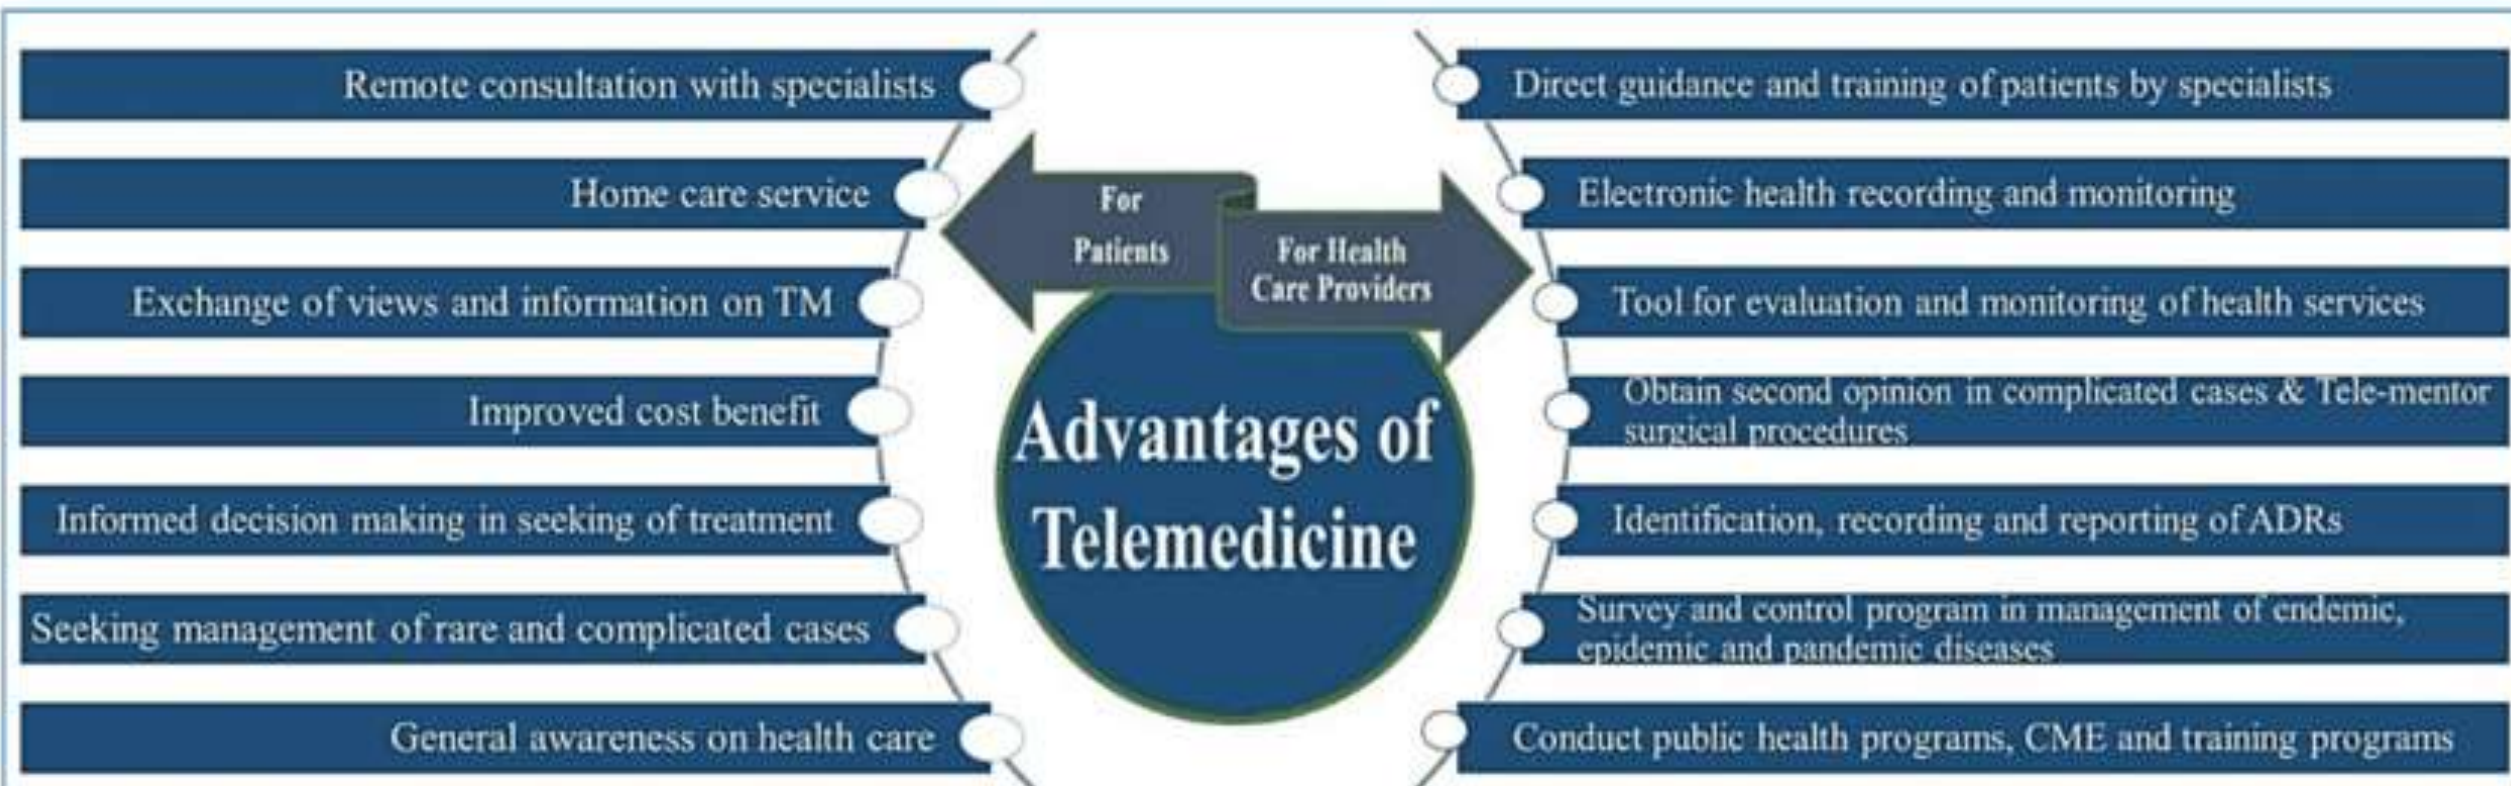 Remote consultation with specialists
Home care service
Exchange of views and information on TM
Improved cost benefit
Informed decision making in seeking of treatment
Seeking management of rare and complicated cases
General awareness on health care
For
Patients
For Health
Care Providers
Advantages of
Telemedicine
Direct guidance and training of patients by specialists
Electronic health recording and monitoring
Tool for evaluation and monitoring of health services
Obtain second opinion in complicated cases & Tele-mentor
surgical procedures
Identification, recording and reporting of ADRs
Survey and control program in management of endemic,
epidemic and pandemic diseases
Conduct public health programs, CME and training programs